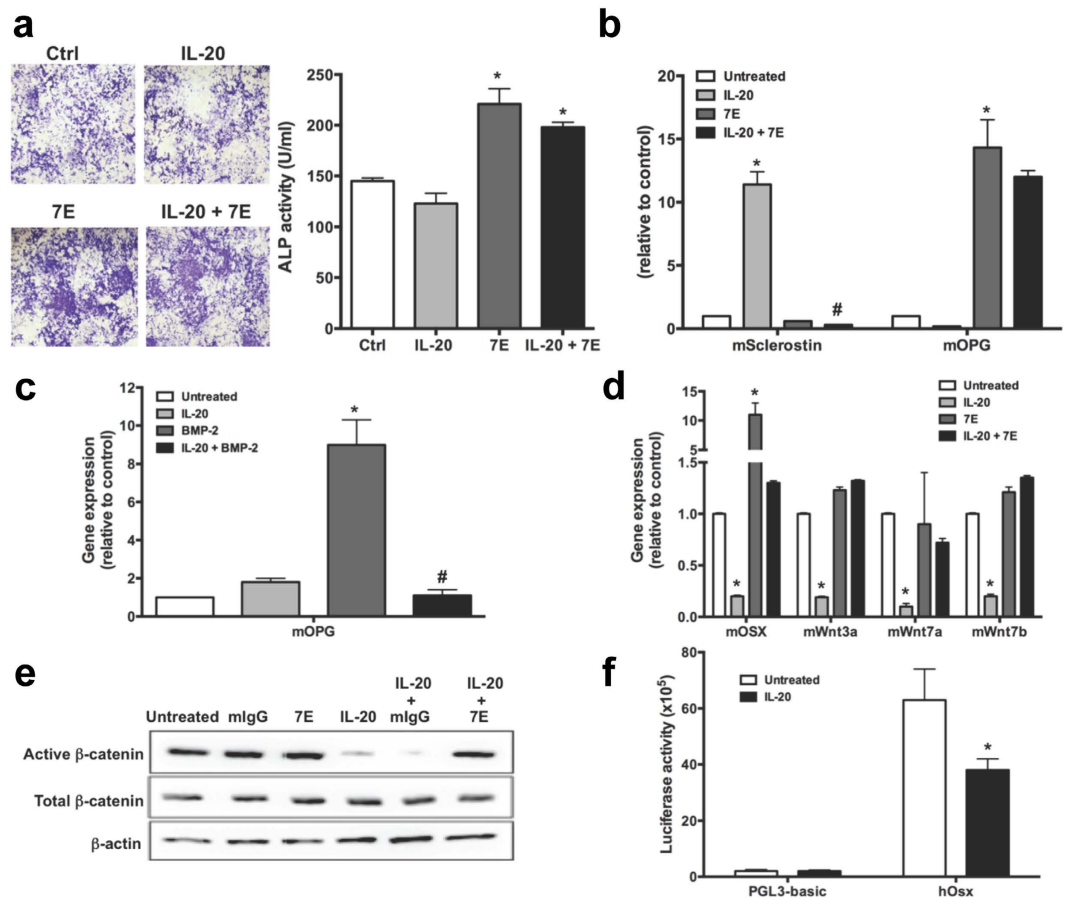 a
Ctrl IL-20
7E IL-20 + 7E
ALP activity (U/ml)
250
200
150
100
50
0
Ctrl IL-20 7E IL-20 + 7E
*
*
b
(relative to control)
20
15
10
5
0
Untreated
IL-20
7E
IL-20 + 7E
*
#
*
mSclerostin mOPG
c
Gene expression
(relative to control)
12
10
8
6
4
2
0
Untreated
IL-20
BMP-2
IL-20 + BMP-2
*
#
mOPG
d
Gene expression
(relative to control)
15
10
5
1.5
1.0
0.5
0.0
Untreated
IL-20
7E
IL-20 + 7E
*
*
*
*
*
mOSX mWnt3a mWnt7a mWnt7b
e
Untreated mIgG 7E IL-20 IL-20 + mIgG IL-20 + 7E
Active β-catenin
Total β-catenin
β-actin
f
Luciferase activity (x10⁵)
80
60
40
20
0
Untreated
IL-20
*
PGL3-basic hOsx